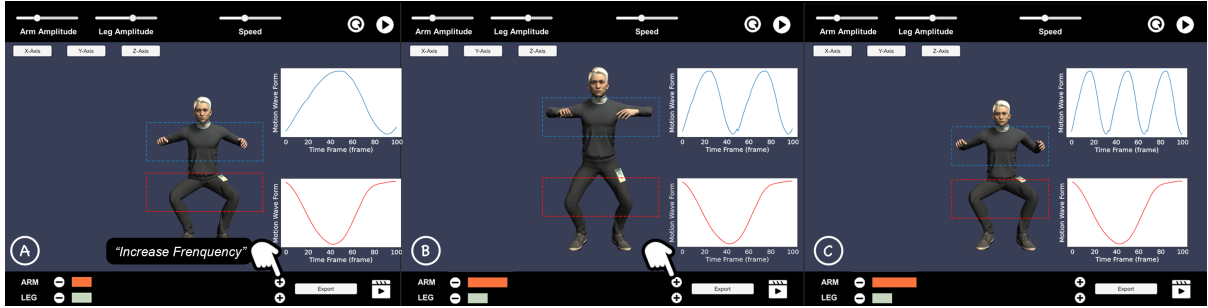 Arm Amplitude Leg Amplitude Speed
X-Axis Y-Axis Z-Axis
Motion Wave Form
0 20 40 60 80 100
Time Frame (frame)
Motion Wave Form
0 20 40 60 80 100
Time Frame (frame)
A
"Increase Frenquency"
ARM
LEG
Export
Arm Amplitude Leg Amplitude Speed
X-Axis Y-Axis Z-Axis
Motion Wave Form
0 20 40 60 80 100
Time Frame (frame)
Motion Wave Form
0 20 40 60 80 100
Time Frame (frame)
B
ARM
LEG
Export
Arm Amplitude Leg Amplitude Speed
X-Axis Y-Axis Z-Axis
Motion Wave Form
0 20 40 60 80 100
Time Frame (frame)
Motion Wave Form
0 20 40 60 80 100
Time Frame (frame)
C
ARM
LEG
Export